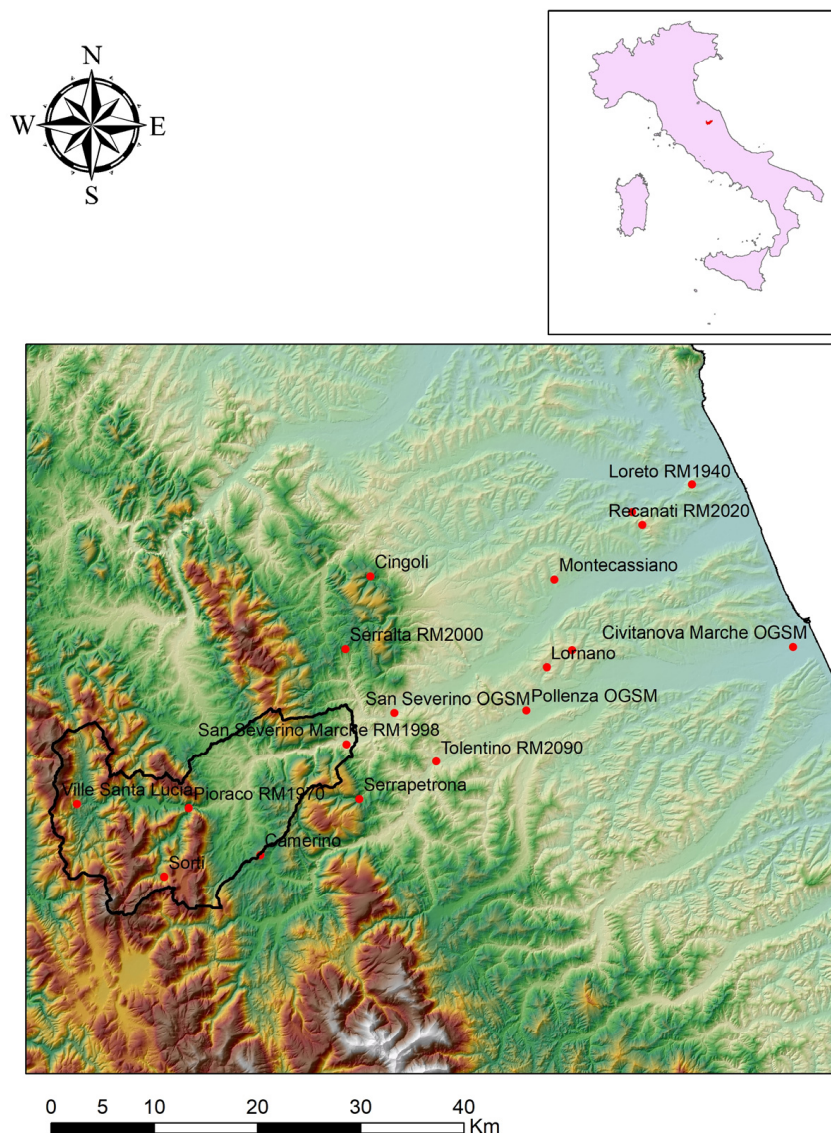 N
W E
S
Loreto RM1940
Recanati RM2020
Cingoli
Montecassiano
Serralta RM2000
Civitanova Marche OGSM
Lornano
San Severino OGSM
Pollenza OGSM
San Severino Marche RM1998
Tolentino RM2090
Ville Santa Lucia
Pioraco RM1970
Serrapetrona
Camerino
Sorti
0 10 20 30 40
Km